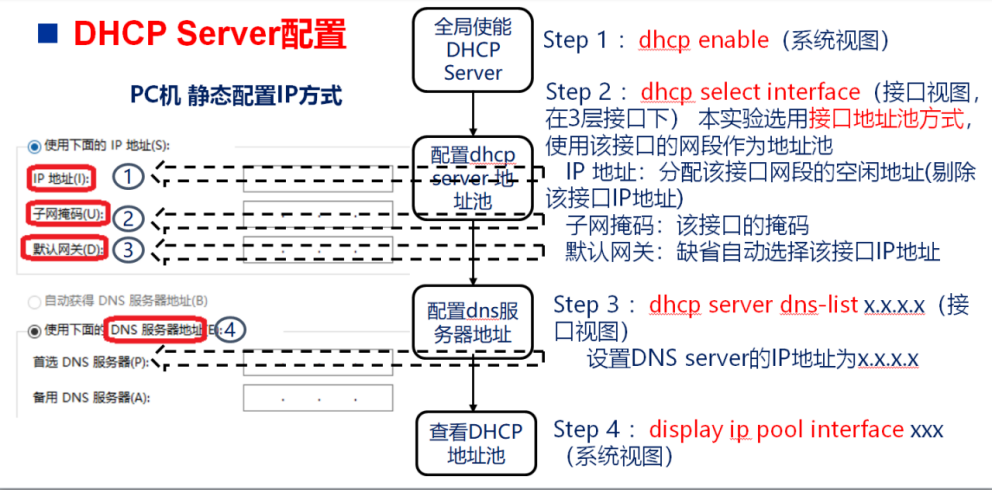 DHCP Server配置
PC机 静态配置IP方式
使用下面的 IP 地址(S):
IP 地址(I):
①
子网掩码(U):
②
默认网关(D):
③
自动获得 DNS 服务器地址(B)
使用下面的 DNS 服务器地址(E):
④
首选 DNS 服务器(P):
备用 DNS 服务器(A):
全局使能
DHCP
Server
配置dhcp
server 地
址池
配置dns服
务器地址
查看DHCP
地址池
Step 1 ：dhcp enable（系统视图）
Step 2 ：dhcp select interface（接口视图，
在3层接口下） 本实验选用接口地址池方式，
使用该接口的网段作为地址池
IP 地址：分配该接口网段的空闲地址(剔除
该接口IP地址)
子网掩码：该接口的掩码
默认网关：缺省自动选择该接口IP地址
Step 3 ：dhcp server dns-list x.x.x.x（接
口视图）
设置DNS server的IP地址为x.x.x.x
Step 4 ：display ip pool interface xxx
（系统视图）